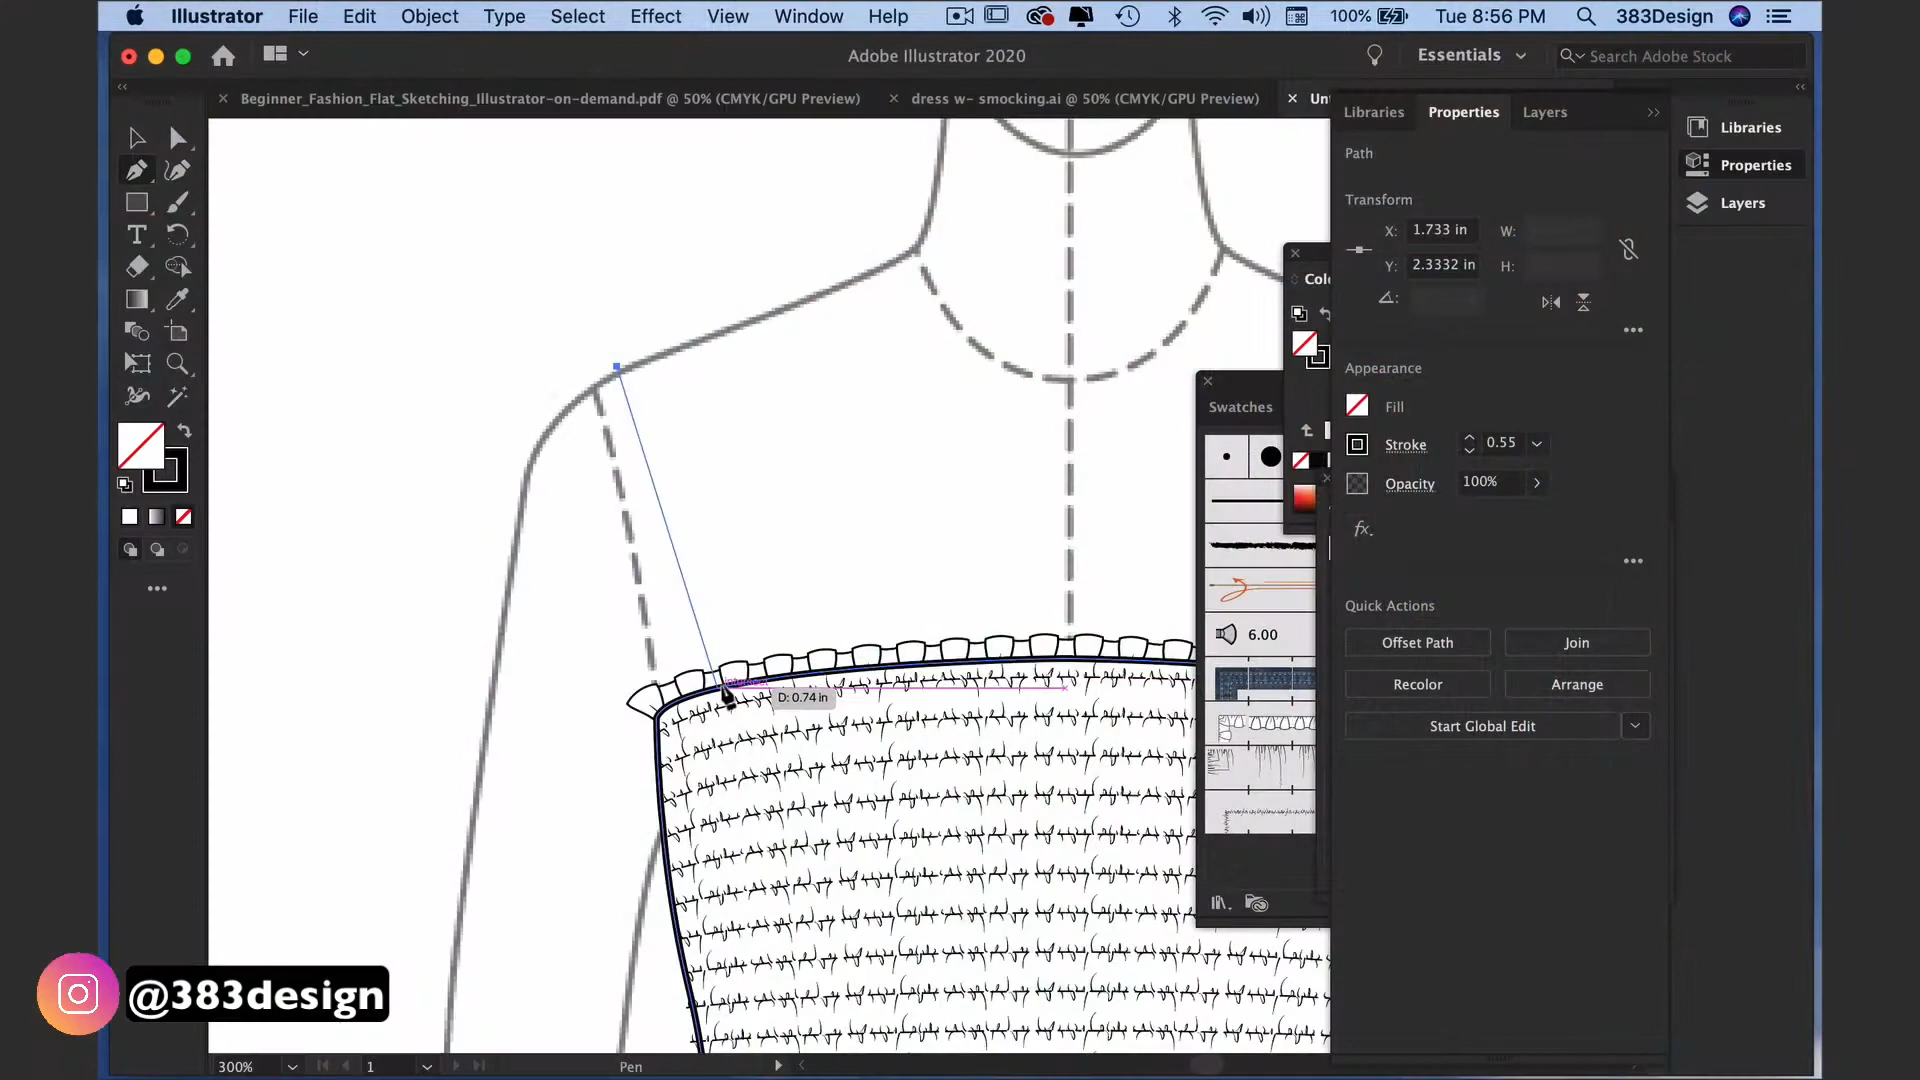 Illustrator File Edit Object Type Select Effect View Window Help 100% Tue 8:56 PM 383Design
Adobe Illustrator 2020
Essentials
Search Adobe Stock
Beginner_Fashion_Flat_Sketching_Illustrator-on-demand.pdf @ 50% (CMYK/GPU Preview)
dress w- smocking.ai @ 50% (CMYK/GPU Preview)
Unt
Libraries Properties Layers
Libraries
Properties
Layers
Path
Transform
X: 1.733 in W:
Y: 2.3332 in H:
Colo
Appearance
Fill
Swatches
Stroke 0.55
Opacity 100%
fx
Quick Actions
6.00
Offset Path Join
Recolor Arrange
Start Global Edit
intersect
D: 0.74 in
@383design
300% 1 Pen